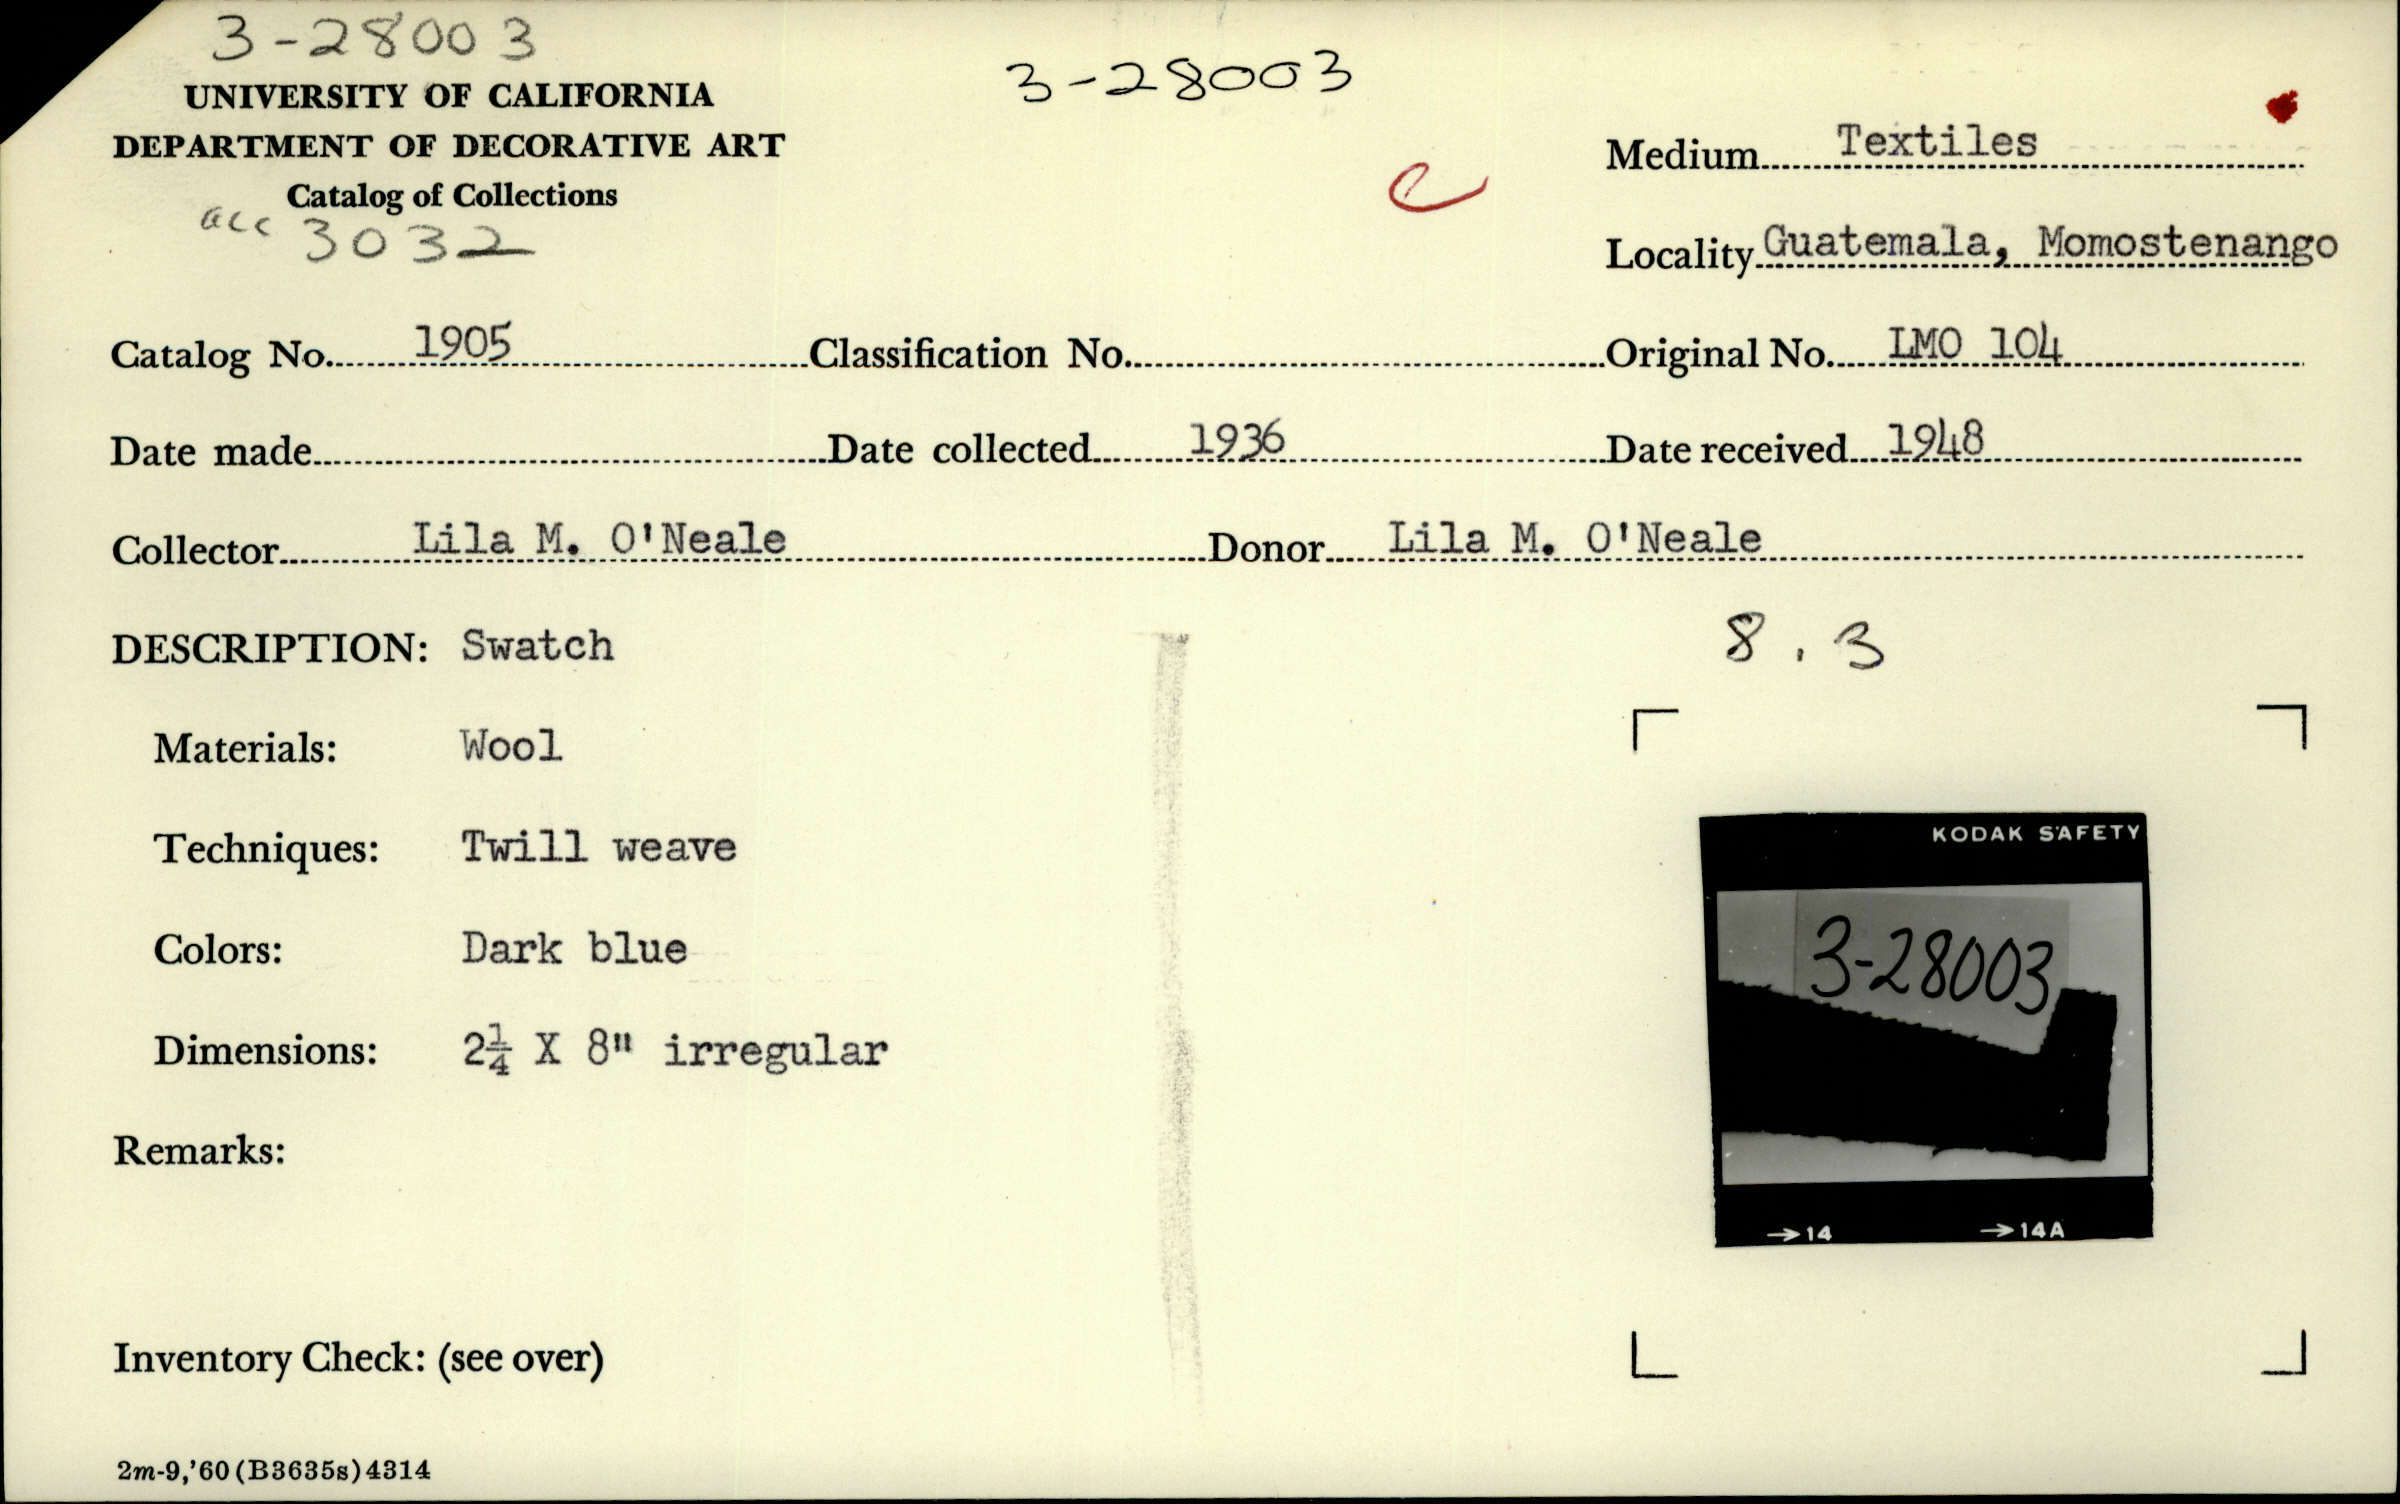 3-28003
3-28003
UNIVERSITY OF CALIFORNIA
DEPARTMENT OF DECORATIVE ART
Catalog of Collections
acc 3032
C
Medium Textiles
Locality Guatemala, Momostenango
Catalog No. 1905 Classification No. Original No. LMO 104
Date made Date collected 1936 Date received 1948
Collector Lila M. O'Neale Donor Lila M. O'Neale
DESCRIPTION: Swatch
8.3
Materials: Wool
Techniques: Twill weave
Colors: Dark blue
Dimensions: 2¼ X 8" irregular
Remarks:
KODAK SAFETY
3-28003
→14 →14A
Inventory Check: (see over)
2m-9,'60(B3635s)4314